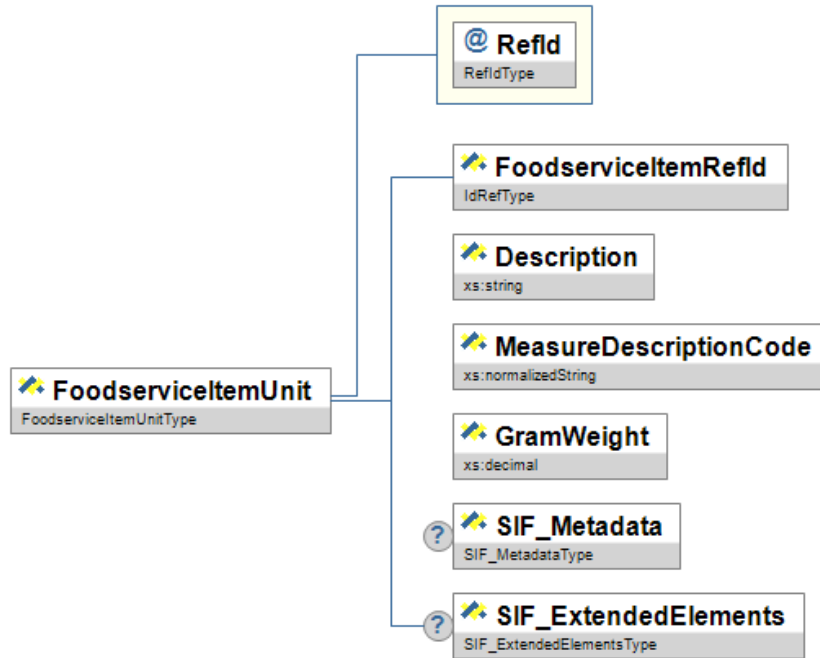 @ RefId
RefIdType
FoodserviceItemRefId
IdRefType
Description
xs:string
MeasureDescriptionCode
xs:normalizedString
FoodserviceItemUnit
FoodserviceItemUnitType
GramWeight
xs:decimal
? SIF_Metadata
SIF_MetadataType
? SIF_ExtendedElements
SIF_ExtendedElementsType